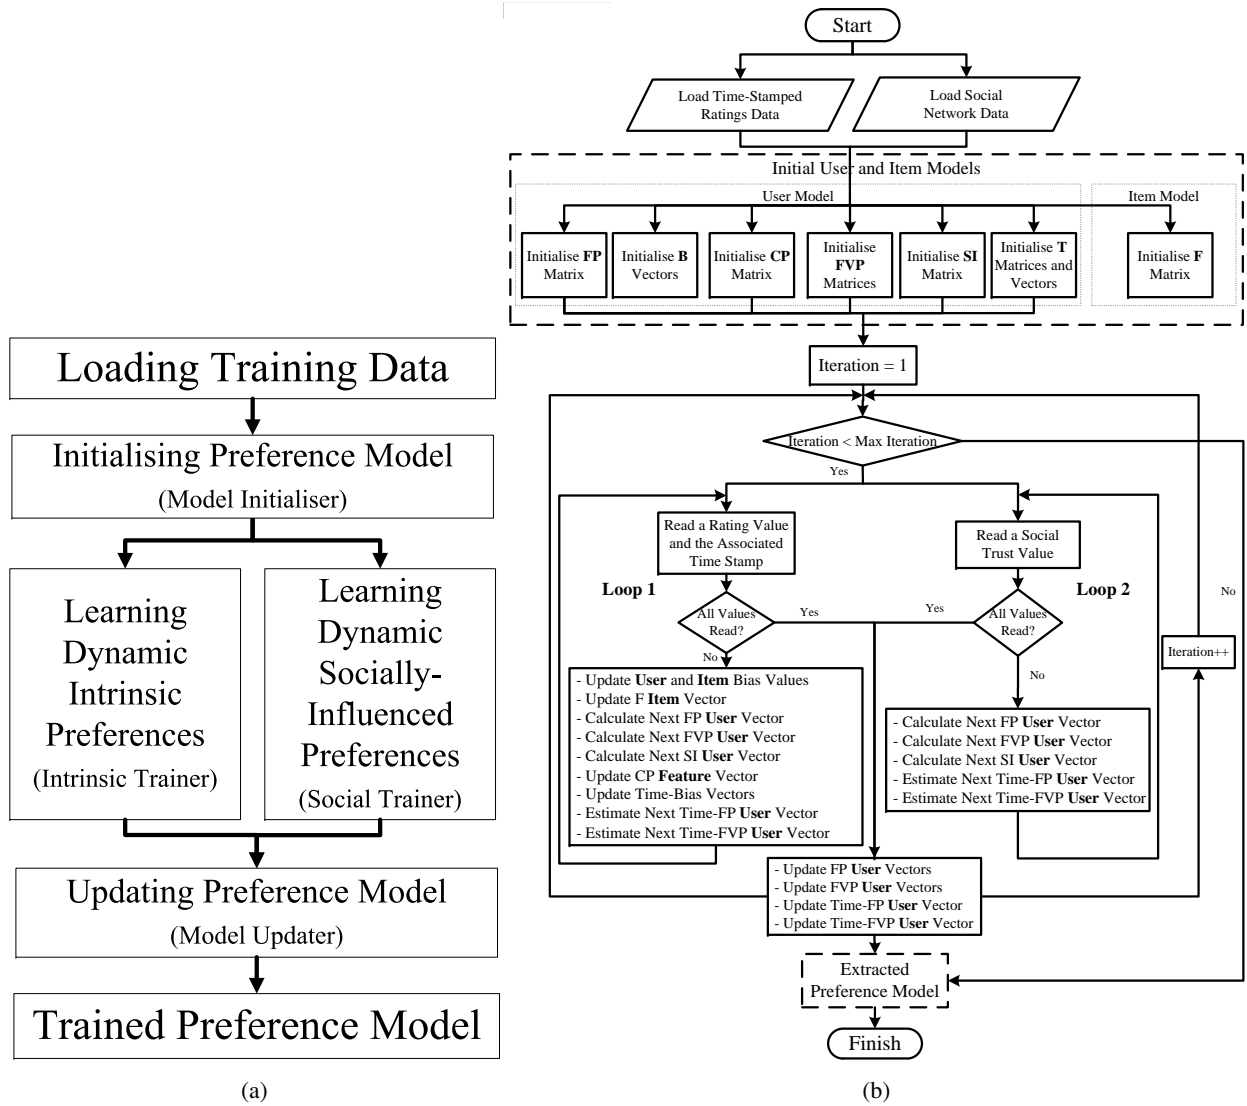 Loading Training Data
Initialising Preference Model
(Model Initialiser)
Learning
Dynamic
Intrinsic
Preferences
(Intrinsic Trainer)
Learning
Dynamic
Socially-
Influenced
Preferences
(Social Trainer)
Updating Preference Model
(Model Updater)
Trained Preference Model
(a)
Start
Load Time-Stamped
Ratings Data
Load Social
Network Data
Initial User and Item Models
User Model
Item Model
Initialise FP
Matrix
Initialise B
Vectors
Initialise CP
Matrix
Initialise
FVP
Matrices
Initialise SI
Matrix
Initialise T
Matrices and
Vectors
Initialise F
Matrix
Iteration = 1
Iteration < Max Iteration
Yes
No
Read a Rating Value
and the Associated
Time Stamp
Read a Social
Trust Value
Loop 1
Loop 2
All Values
Read?
Yes
Yes
All Values
Read?
No
No
Iteration++
- Update User and Item Bias Values
- Update F Item Vector
- Calculate Next FP User Vector
- Calculate Next FVP User Vector
- Calculate Next SI User Vector
- Update CP Feature Vector
- Update Time-Bias Vectors
- Estimate Next Time-FP User Vector
- Estimate Next Time-FVP User Vector
- Calculate Next FP User Vector
- Calculate Next FVP User Vector
- Calculate Next SI User Vector
- Estimate Next Time-FP User Vector
- Estimate Next Time-FVP User Vector
- Update FP User Vectors
- Update FVP User Vectors
- Update Time-FP User Vector
- Update Time-FVP User Vector
Extracted
Preference Model
Finish
(b)